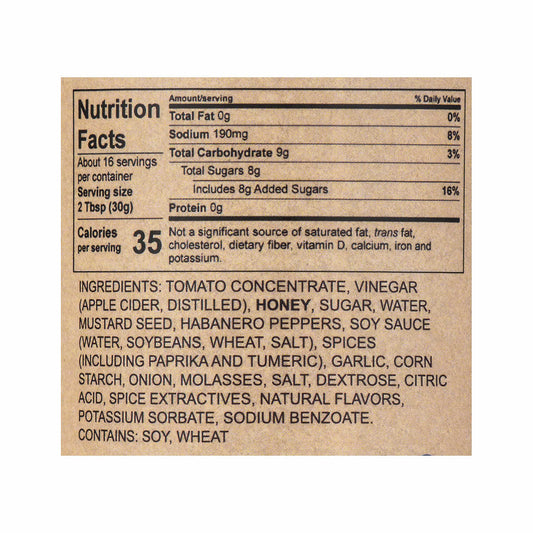 Nutrition
Facts
About 16 servings
per container
Serving size
2 Tbsp (30g)
Calories
per serving 35
Amount/serving % Daily Value
Total Fat 0g 0%
Sodium 190mg 8%
Total Carbohydrate 9g 3%
Total Sugars 8g
Includes 8g Added Sugars 16%
Protein 0g
Not a significant source of saturated fat, trans fat,
cholesterol, dietary fiber, vitamin D, calcium, iron and
potassium.
INGREDIENTS: TOMATO CONCENTRATE, VINEGAR
(APPLE CIDER, DISTILLED), HONEY, SUGAR, WATER,
MUSTARD SEED, HABANERO PEPPERS, SOY SAUCE
(WATER, SOYBEANS, WHEAT, SALT), SPICES
(INCLUDING PAPRIKA AND TUMERIC), GARLIC, CORN
STARCH, ONION, MOLASSES, SALT, DEXTROSE, CITRIC
ACID, SPICE EXTRACTIVES, NATURAL FLAVORS,
POTASSIUM SORBATE, SODIUM BENZOATE.
CONTAINS: SOY, WHEAT